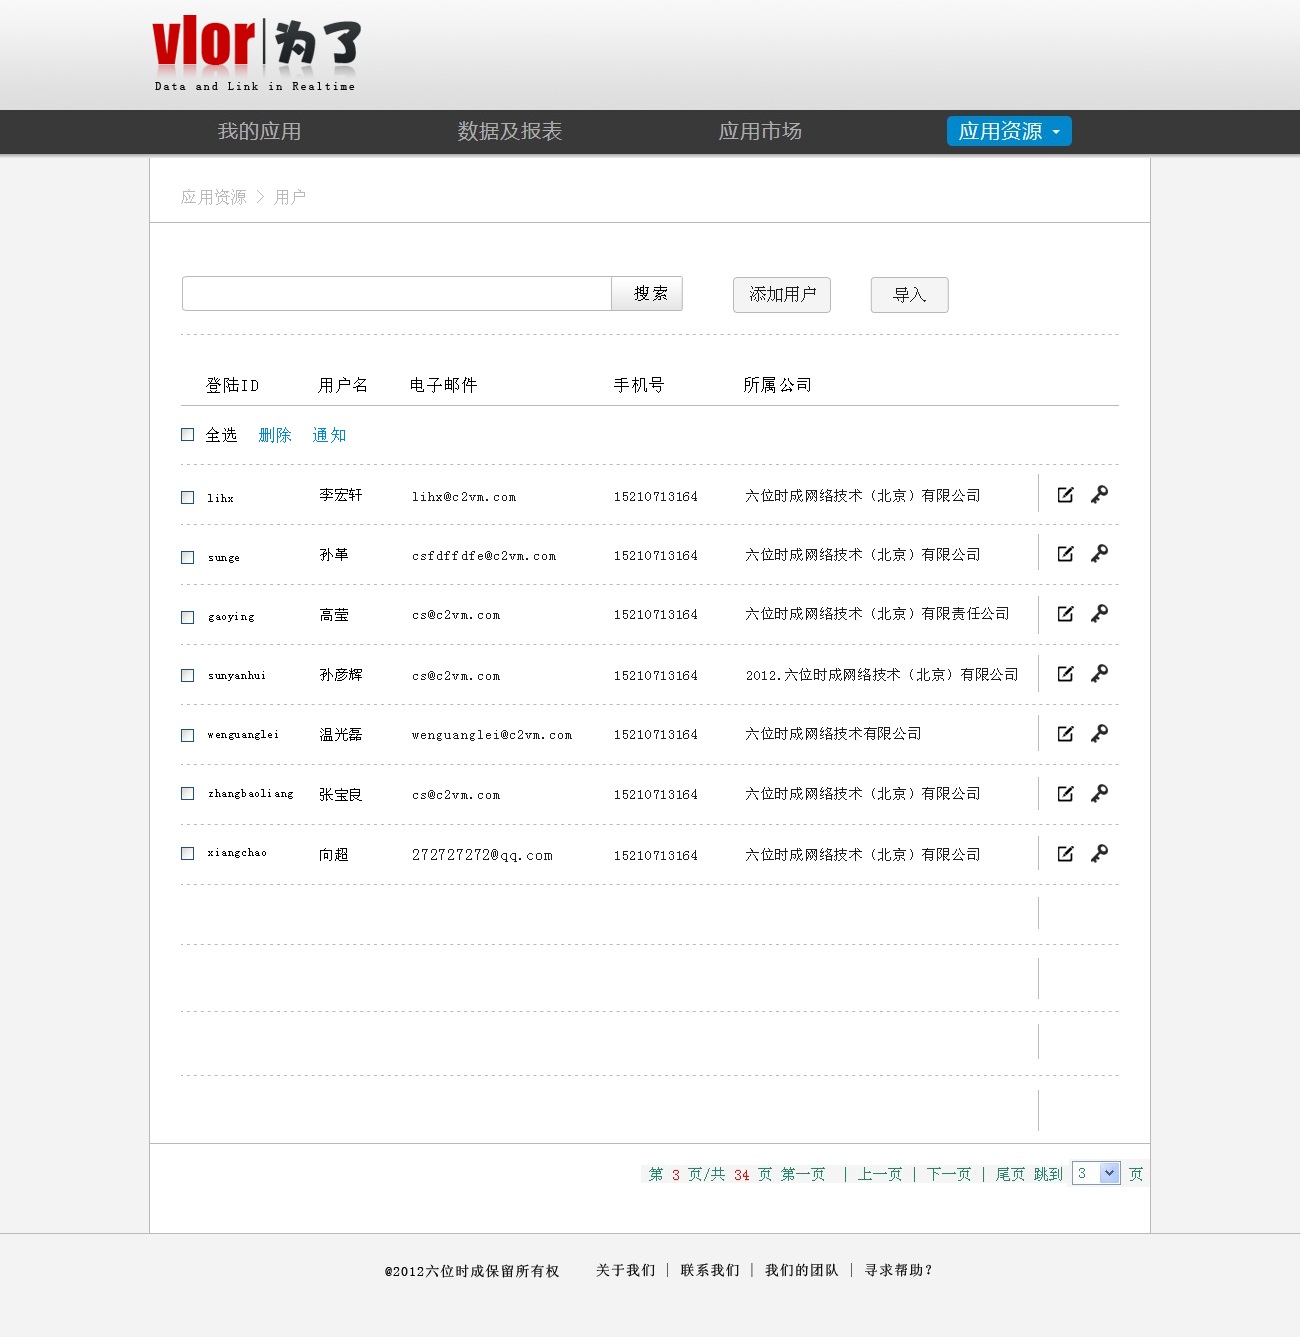 vlor|为了
Data and Link in Realtime
我的应用 数据及报表 应用市场 应用资源
应用资源 > 用户
搜索 添加用户 导入
登陆ID 用户名 电子邮件 手机号 所属公司
全选 删除 通知
lihx 李宏轩 lihx@c2vm.com 15210713164 六位时成网络技术（北京）有限公司
sunge 孙革 csfdffdfe@c2vm.com 15210713164 六位时成网络技术（北京）有限公司
gaoying 高莹 cs@c2vm.com 15210713164 六位时成网络技术（北京）有限责任公司
sunyanhui 孙彦辉 cs@c2vm.com 15210713164 2012.六位时成网络技术（北京）有限公司
wenguanglei 温光磊 wenguanglei@c2vm.com 15210713164 六位时成网络技术有限公司
zhangbaoliang 张宝良 cs@c2vm.com 15210713164 六位时成网络技术（北京）有限公司
xiangchao 向超 272727272@qq.com 15210713164 六位时成网络技术（北京）有限公司
第 3 页/共 34 页 第一页 | 上一页 | 下一页 | 尾页 跳到 3 页
@2012六位时成保留所有权 关于我们 | 联系我们 | 我们的团队 | 寻求帮助?